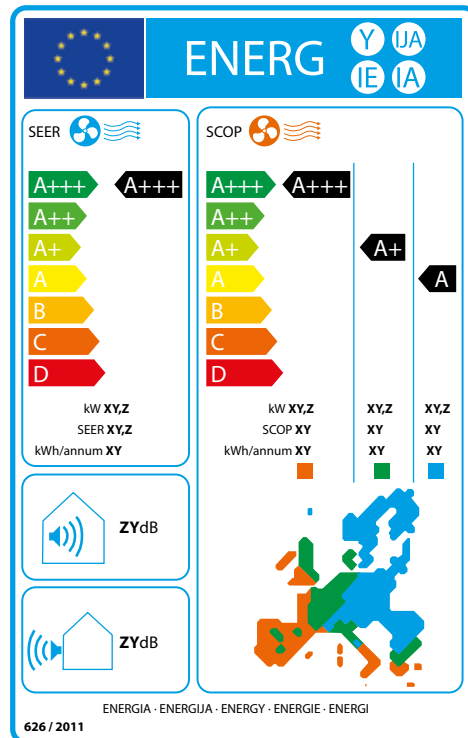 ENERG Y IJA
IE IA
SEER
A+++ A+++
A++
A+
A
B
C
D
kW XY,Z
SEER XY,Z
kWh/annum XY
SCOP
A+++ A+++
A++
A+ A+
A A
B
C
D
kW XY,Z XY,Z XY,Z
SCOP XY XY XY
kWh/annum XY XY XY
ZYdB
ZYdB
ENERGIA · ENERGIJA · ENERGY · ENERGIE · ENERGI
626 / 2011